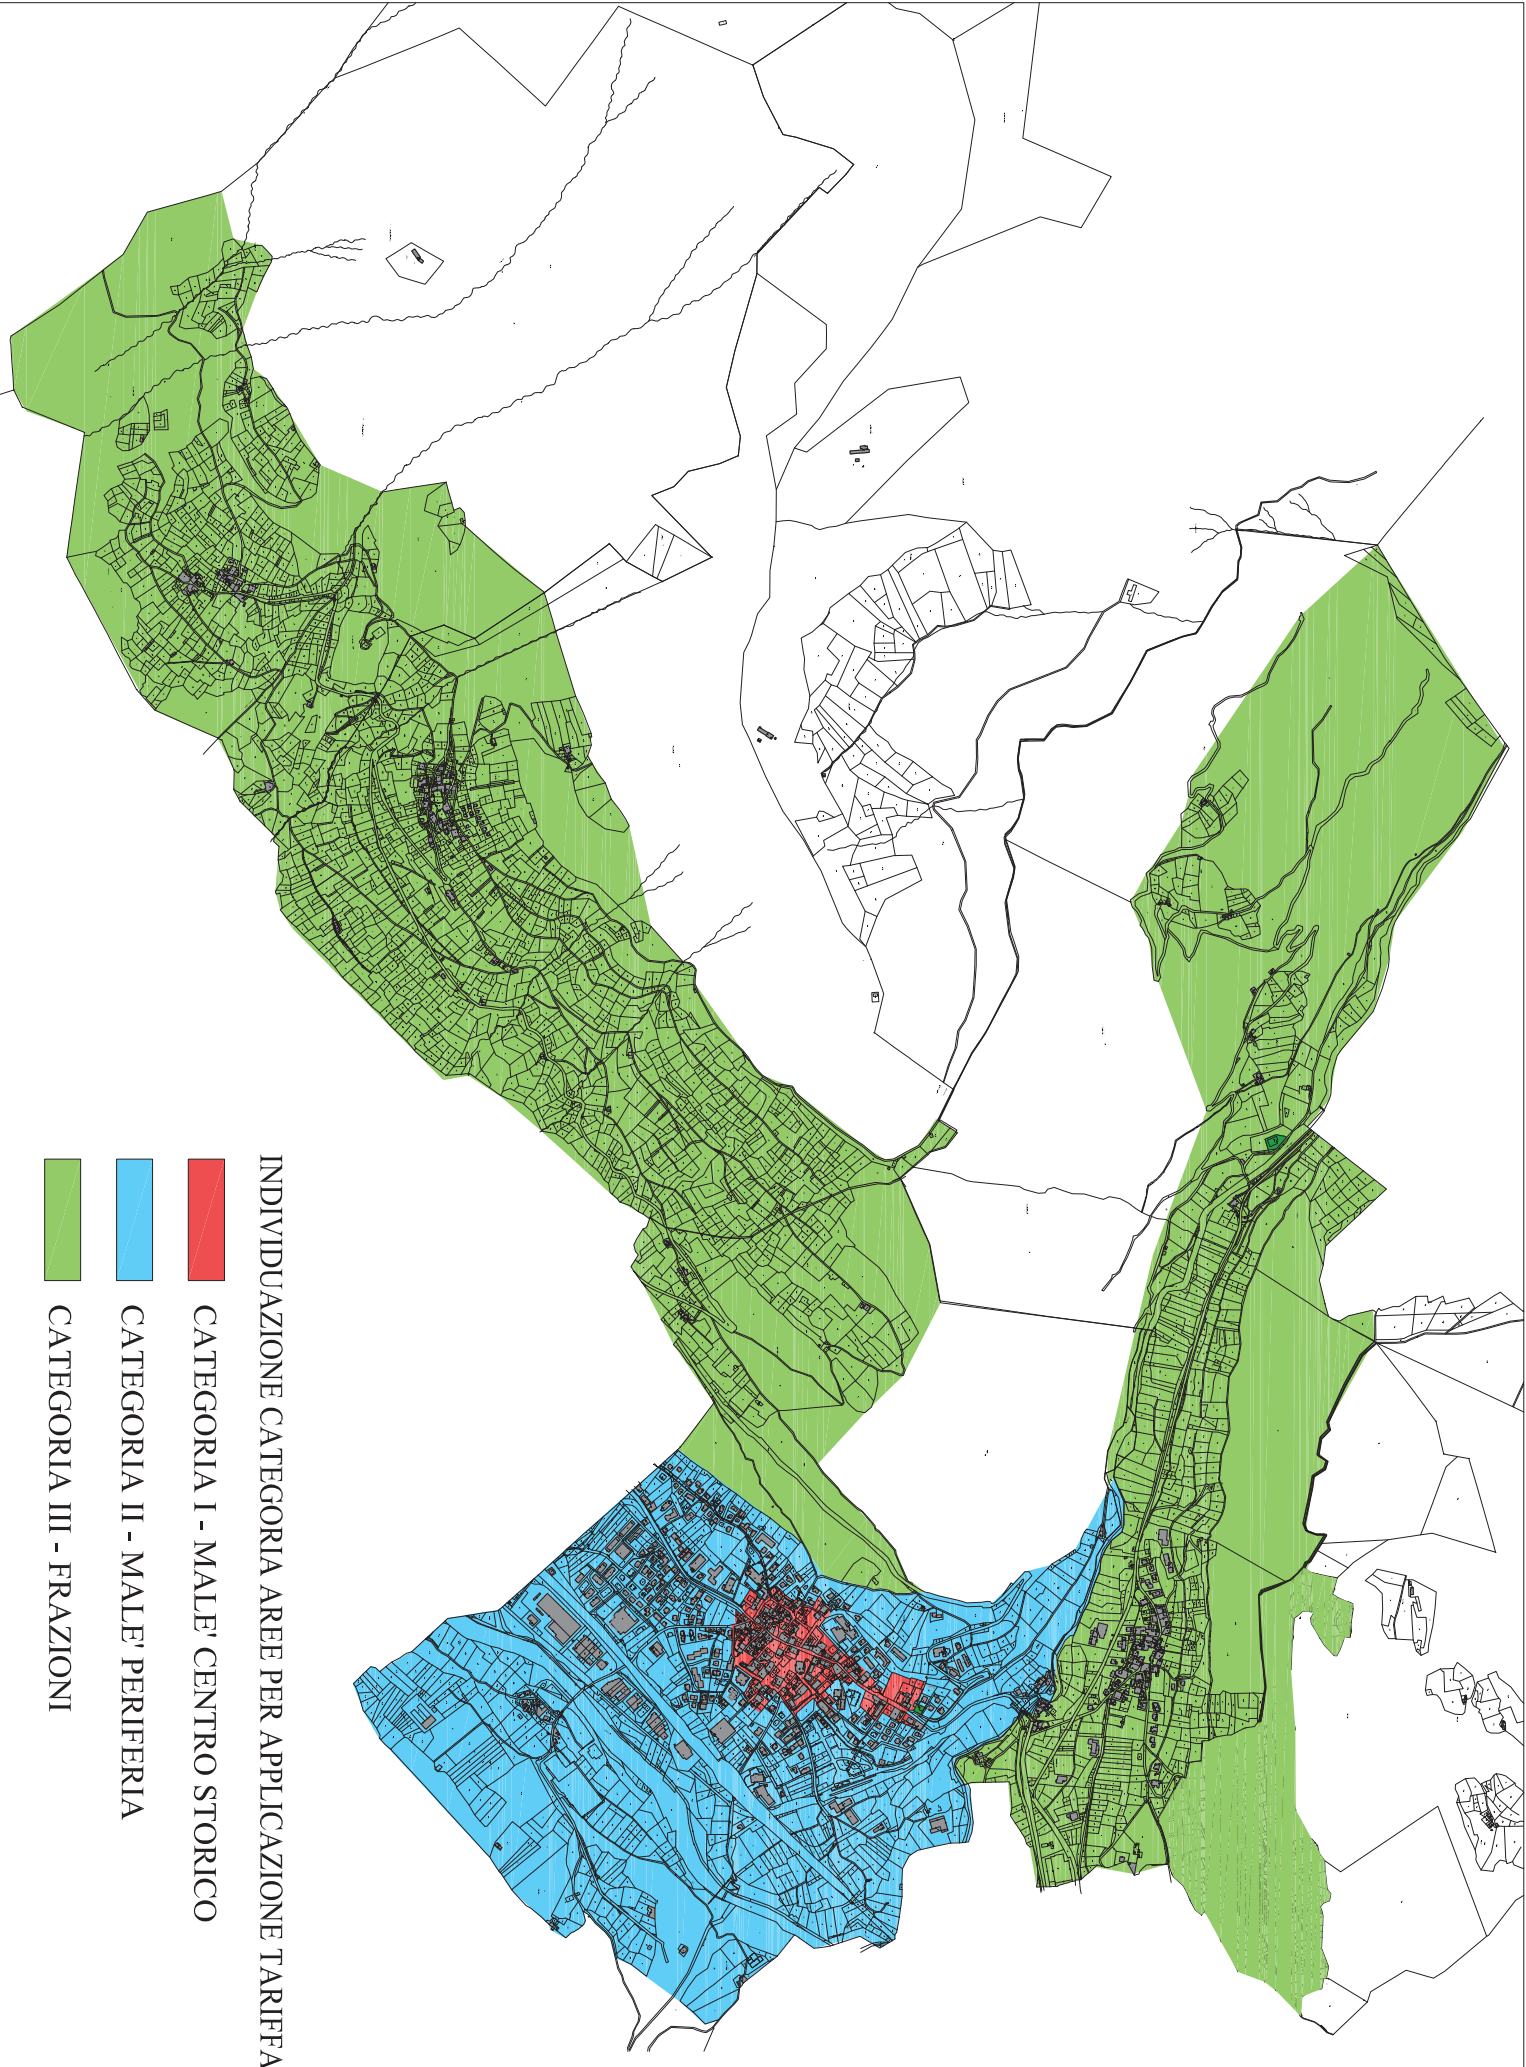 INDIVIDUAZIONE CATEGORIA AREE PER APPLICAZIONE TARIFFA
CATEGORIA I - MALE' CENTRO STORICO
CATEGORIA II - MALE' PERIFERIA
CATEGORIA III - FRAZIONI